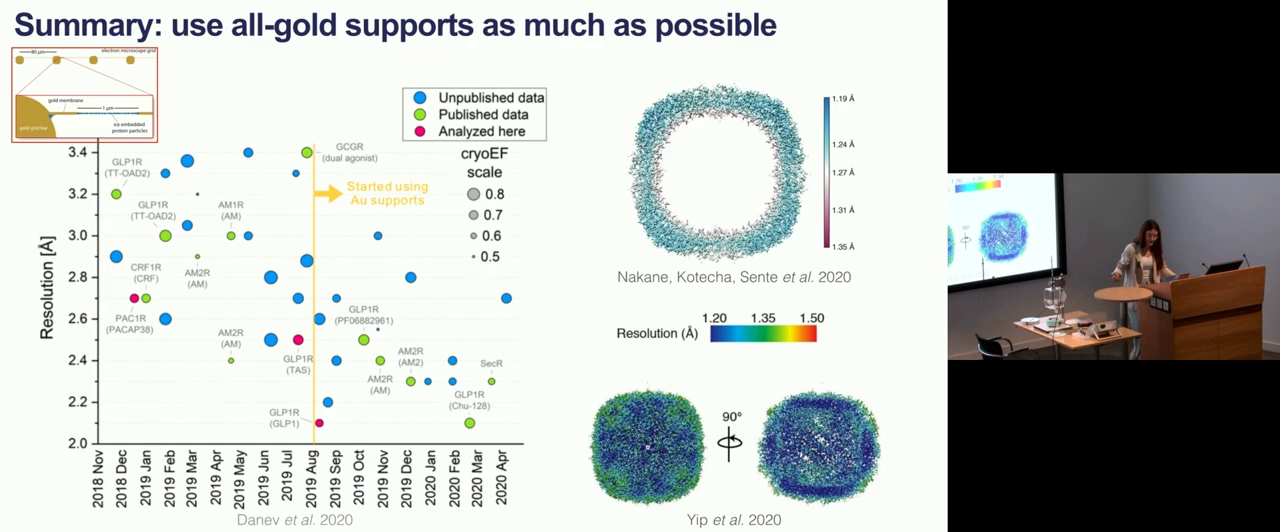 Summary: use all-gold supports as much as possible
80 μm
electron microscope grid
gold membrane
1 μm
gold grid bar
ice embedded
protein particles
Unpublished data
Published data
Analyzed here
cryoEF
scale
0.8
0.7
0.6
0.5
Started using
Au supports
Resolution [Å]
3.4
3.2
3.0
2.8
2.6
2.4
2.2
2.0
GLP1R
(TT-OAD2)
GLP1R
(TT-OAD2)
CRF1R
(CRF)
PAC1R
(PACAP38)
AM1R
(AM)
AM2R
(AM)
AM2R
(AM)
GCGR
(dual agonist)
GLP1R
(TAS)
GLP1R
(GLP1)
GLP1R
(PF06882961)
AM2R
(AM)
AM2R
(AM2)
SecR
GLP1R
(Chu-128)
2018 Nov
2018 Dec
2019 Jan
2019 Feb
2019 Mar
2019 Apr
2019 May
2019 Jun
2019 Jul
2019 Aug
2019 Sep
2019 Oct
2019 Nov
2019 Dec
2020 Jan
2020 Feb
2020 Mar
2020 Apr
Danev et al. 2020
1.19 Å
1.24 Å
1.27 Å
1.31 Å
1.35 Å
Nakane, Kotecha, Sente et al. 2020
Resolution (Å)
1.20 1.35 1.50
90°
Yip et al. 2020